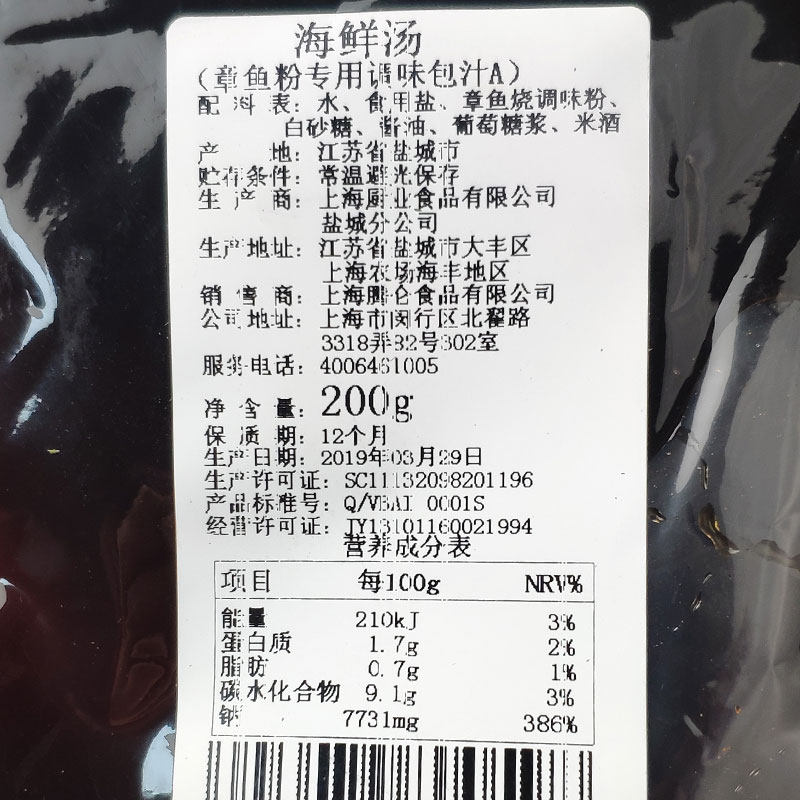 海鲜汤
（章鱼粉专用调味包汁A）
配料表：水、食用盐、章鱼烧调味粉、
白砂糖、酱油、葡萄糖浆、米酒
产地：江苏省盐城市
贮存条件：常温避光保存
生产商：上海厨业食品有限公司
盐城分公司
生产地址：江苏省盐城市大丰区
上海农场海丰地区
销售商：上海腾仑食品有限公司
公司地址：上海市闵行区北翟路
3318弄82号302室
服务电话：4006461005
净含量：200g
保质期：12个月
生产日期：2019年03月29日
生产许可证：SC11132098201196
产品标准号：Q/VBAI 0001S
经营许可证：JY13101160021994
营养成分表
项目 每100g NRV%
能量 210kJ 3%
蛋白质 1.7g 2%
脂肪 0.7g 1%
碳水化合物 9.1g 3%
钠 7731mg 386%